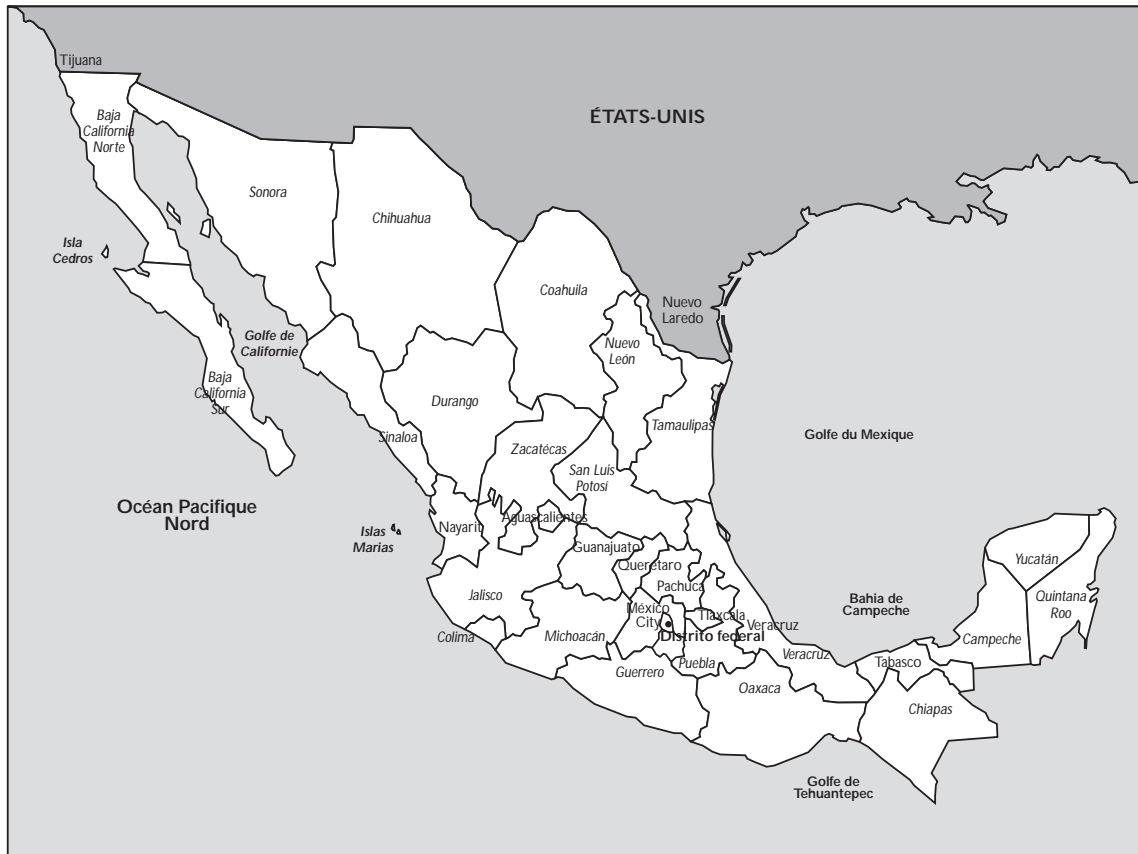 Tijuana
ÉTATS-UNIS
Baja
California
Norte
Sonora
Chihuahua
Isla
Cedros
Coahuila
Nuevo
Laredo
Golfe de
Californie
Nuevo
León
Baja
California
Sur
Durango
Tamaulipas
Sinaloa
Golfe du Mexique
Zacatécas
San Luis
Potosí
Océan Pacifique
Nord
Islas
Marias
Nayarit
Aguascalientes
Guanajuato
Querétaro
Yucatán
Pachuca
Jalisco
Bahia de
Campeche
Quintana
Roo
México
City
Tlaxcala
Veracruz
Colima
Michoacán
Distrito federal
Campeche
Veracruz
Tabasco
Guerrero
Puebla
Oaxaca
Chiapas
Golfe de
Tehuantepec